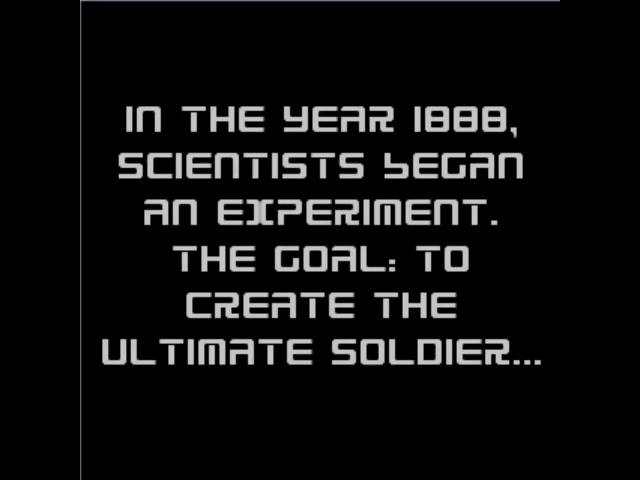 IN THE YEAR 1888,
SCIENTISTS BEGAN
AN EXPERIMENT.
THE GOAL: TO
CREATE THE
ULTIMATE SOLDIER...